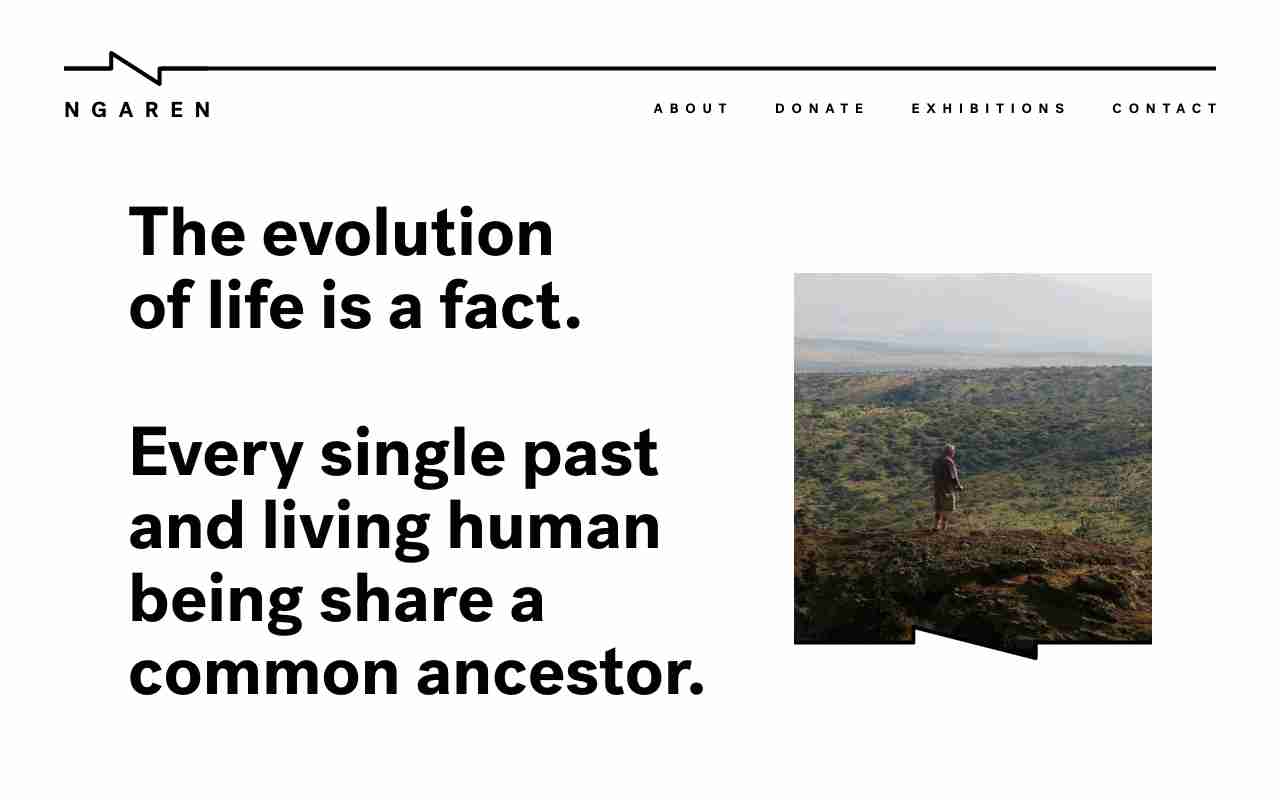 NGAREN
ABOUT DONATE EXHIBITIONS CONTACT
The evolution
of life is a fact.
Every single past
and living human
being share a
common ancestor.